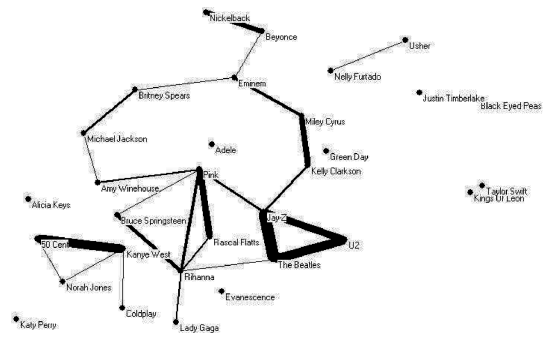 Nickelback
Beyonce
Usher
Nelly Furtado
Eminem
Britney Spears
Justin Timberlake
Black Eyed Peas
Miley Cyrus
Michael Jackson
Adele
Green Day
Pink
Kelly Clarkson
Amy Winehouse
Taylor Swift
Kings Of Leon
Alicia Keys
Bruce Springsteen
Jay-Z
Rascal Flatts
50 Cent
U2
Kanye West
The Beatles
Rihanna
Norah Jones
Evanescence
Coldplay
Katy Perry
Lady Gaga